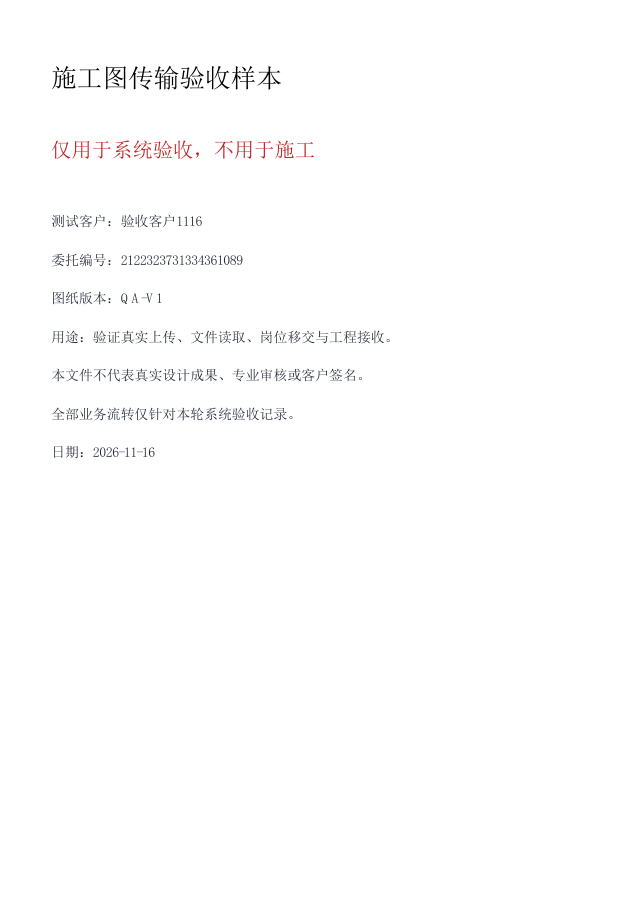 施工图传输验收样本
仅用于系统验收，不用于施工
测试客户：验收客户1116
委托编号：2122323731334361089
图纸版本：QA-V1
用途：验证真实上传、文件读取、岗位移交与工程接收。
本文件不代表真实设计成果、专业审核或客户签名。
全部业务流转仅针对本轮系统验收记录。
日期：2026-11-16